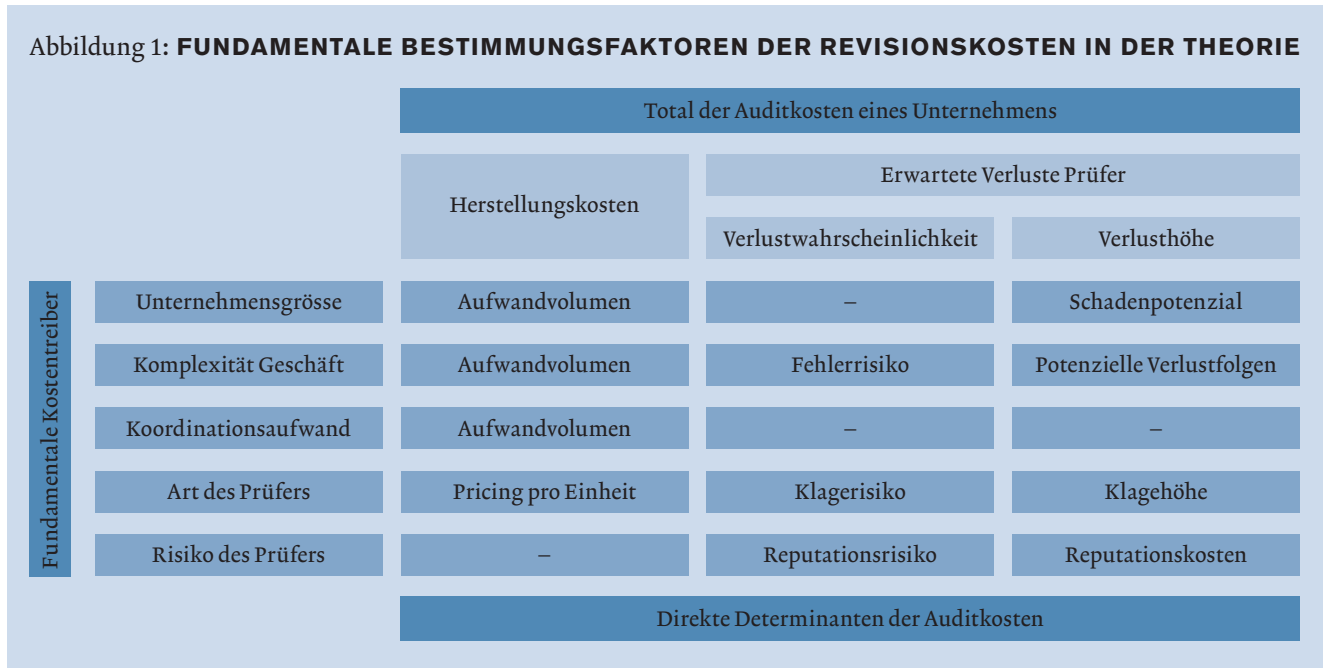 Abbildung 1: FUNDAMENTALE BESTIMMUNGSFAKTOREN DER REVISIONSKOSTEN IN DER THEORIE
Total der Auditkosten eines Unternehmens
Herstellungskosten
Erwartete Verluste Prüfer
Verlustwahrscheinlichkeit
Verlusthöhe
Fundamentale Kostentreiber
Unternehmensgrösse
Aufwandvolumen
–
Schadenpotenzial
Komplexität Geschäft
Aufwandvolumen
Fehlerrisiko
Potenzielle Verlustfolgen
Koordinationsaufwand
Aufwandvolumen
–
–
Art des Prüfers
Pricing pro Einheit
Klagerisiko
Klagehöhe
Risiko des Prüfers
–
Reputationsrisiko
Reputationskosten
Direkte Determinanten der Auditkosten